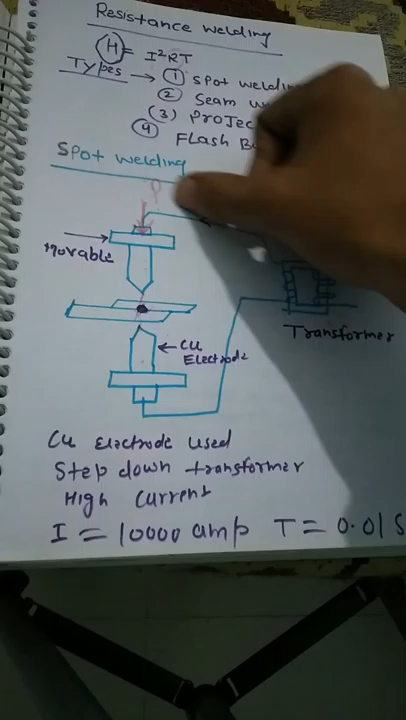 Resistance welding
H = I²RT
Types → ① Spot
② Seam
(3) Projec
④ Flash B
Spot welding
P
Movable
Transformer
← CU
Electrode
Cu Electrode used
Step down transformer
High Current
I = 10000 amp T = 0.01 S